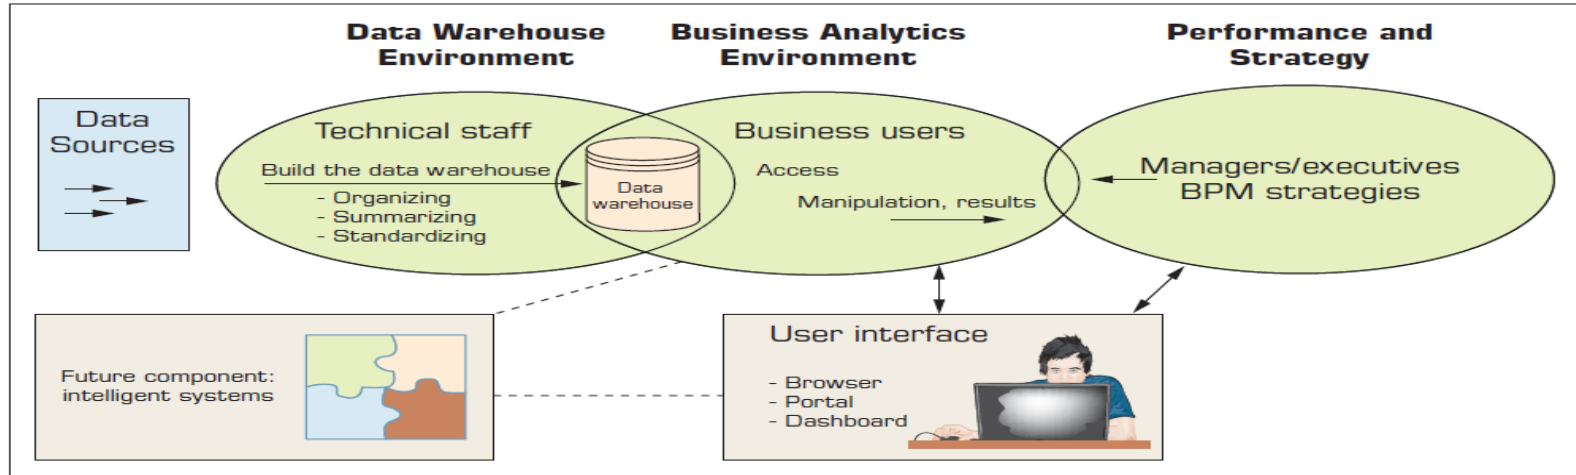 Data Warehouse
Environment
Business Analytics
Environment
Performance and
Strategy
Data
Sources
Technical staff
Build the data warehouse
- Organizing
- Summarizing
- Standardizing
Data
warehouse
Business users
Access
Manipulation, results
Managers/executives
BPM strategies
Future component:
intelligent systems
User interface
- Browser
- Portal
- Dashboard